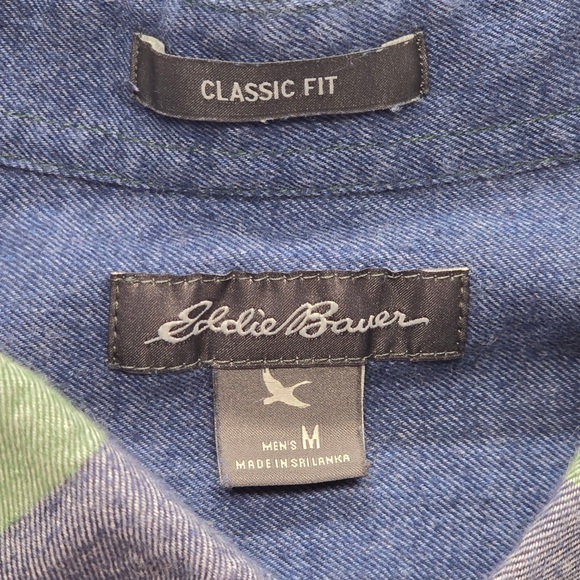 CLASSIC FIT
Eddie Bauer
MEN'S M
MADE IN SRI LANKA